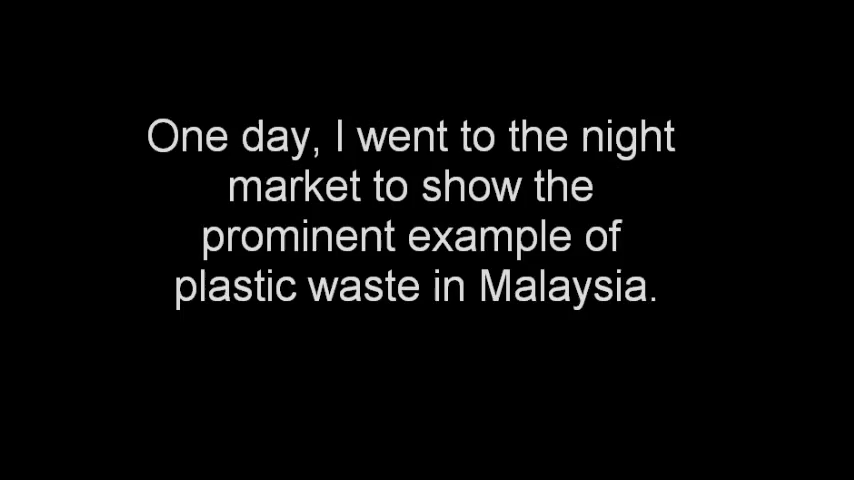 One day, I went to the night
market to show the
prominent example of
plastic waste in Malaysia.